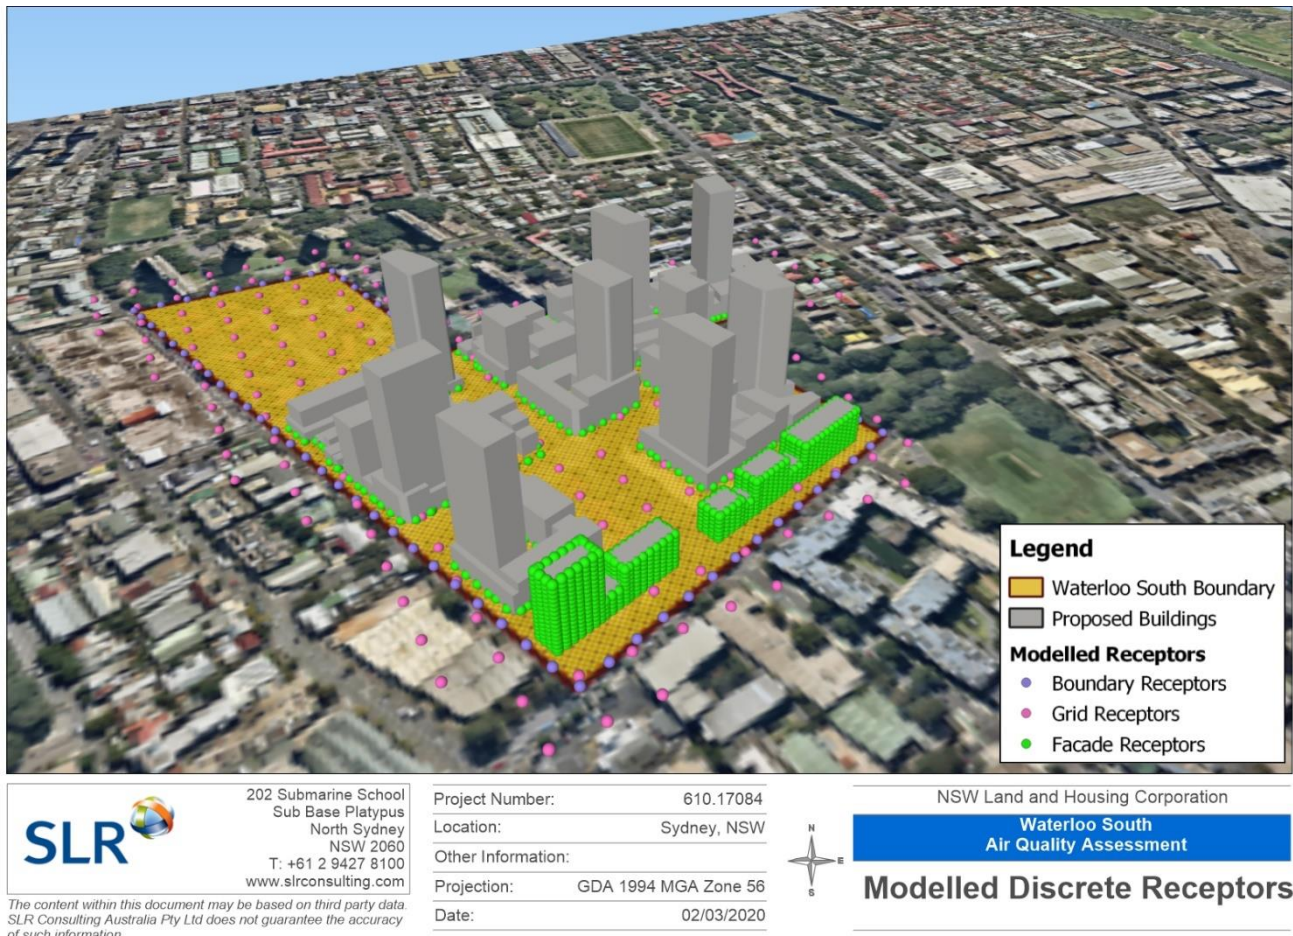 Legend
Waterloo South Boundary
Proposed Buildings
Modelled Receptors
Boundary Receptors
Grid Receptors
Facade Receptors
SLR
202 Submarine School
Sub Base Platypus
North Sydney
NSW 2060
T: +61 2 9427 8100
www.slrconsulting.com
The content within this document may be based on third party data.
SLR Consulting Australia Pty Ltd does not guarantee the accuracy
of such information
Project Number: 610.17084
Location: Sydney, NSW
Other Information:
Projection: GDA 1994 MGA Zone 56
Date: 02/03/2020
N
E
S
NSW Land and Housing Corporation
Waterloo South
Air Quality Assessment
Modelled Discrete Receptors